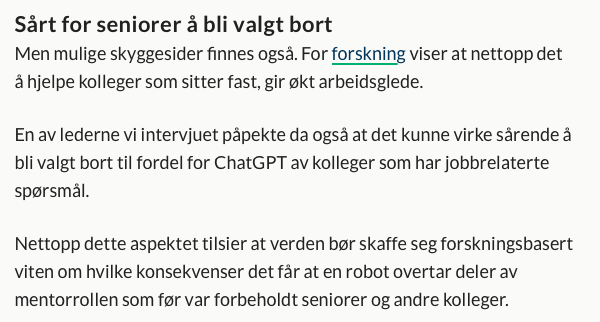 Sårt for seniorer å bli valgt bort
Men mulige skyggesider finnes også. For forskning viser at nettopp det
å hjelpe kolleger som sitter fast, gir økt arbeidsglede.
En av lederne vi intervjuet påpekte da også at det kunne virke sårende å
bli valgt bort til fordel for ChatGPT av kolleger som har jobbrelaterte
spørsmål.
Nettopp dette aspektet tilsier at verden bør skaffe seg forskningsbasert
viten om hvilke konsekvenser det får at en robot overtar deler av
mentorrollen som før var forbeholdt seniorer og andre kolleger.